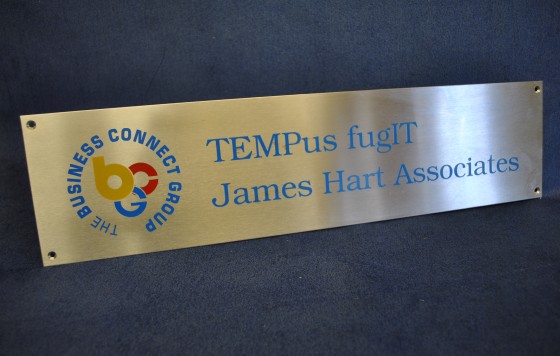 THE BUSINESS CONNECT GROUP
bcG
TEMPus fugIT
James Hart Associates